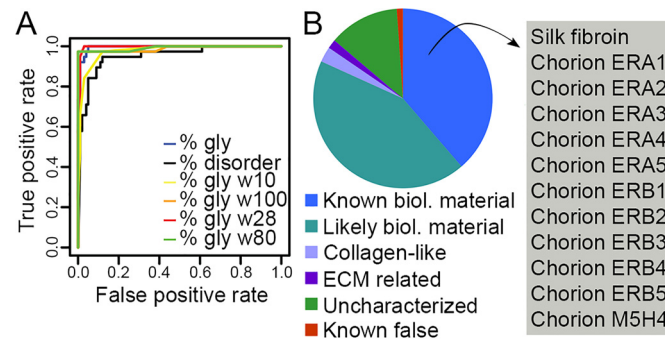 A
True positive rate
0.0 0.2 0.4 0.6 0.8 1.0
% gly
% disorder
% gly w10
% gly w100
% gly w28
% gly w80
0.0 0.2 0.4 0.6 0.8 1.0
False positive rate
B
Known biol. material
Likely biol. material
Collagen-like
ECM related
Uncharacterized
Known false
Silk fibroin
Chorion ERA1
Chorion ERA2
Chorion ERA3
Chorion ERA4
Chorion ERA5
Chorion ERB1
Chorion ERB2
Chorion ERB3
Chorion ERB4
Chorion ERB5
Chorion M5H4